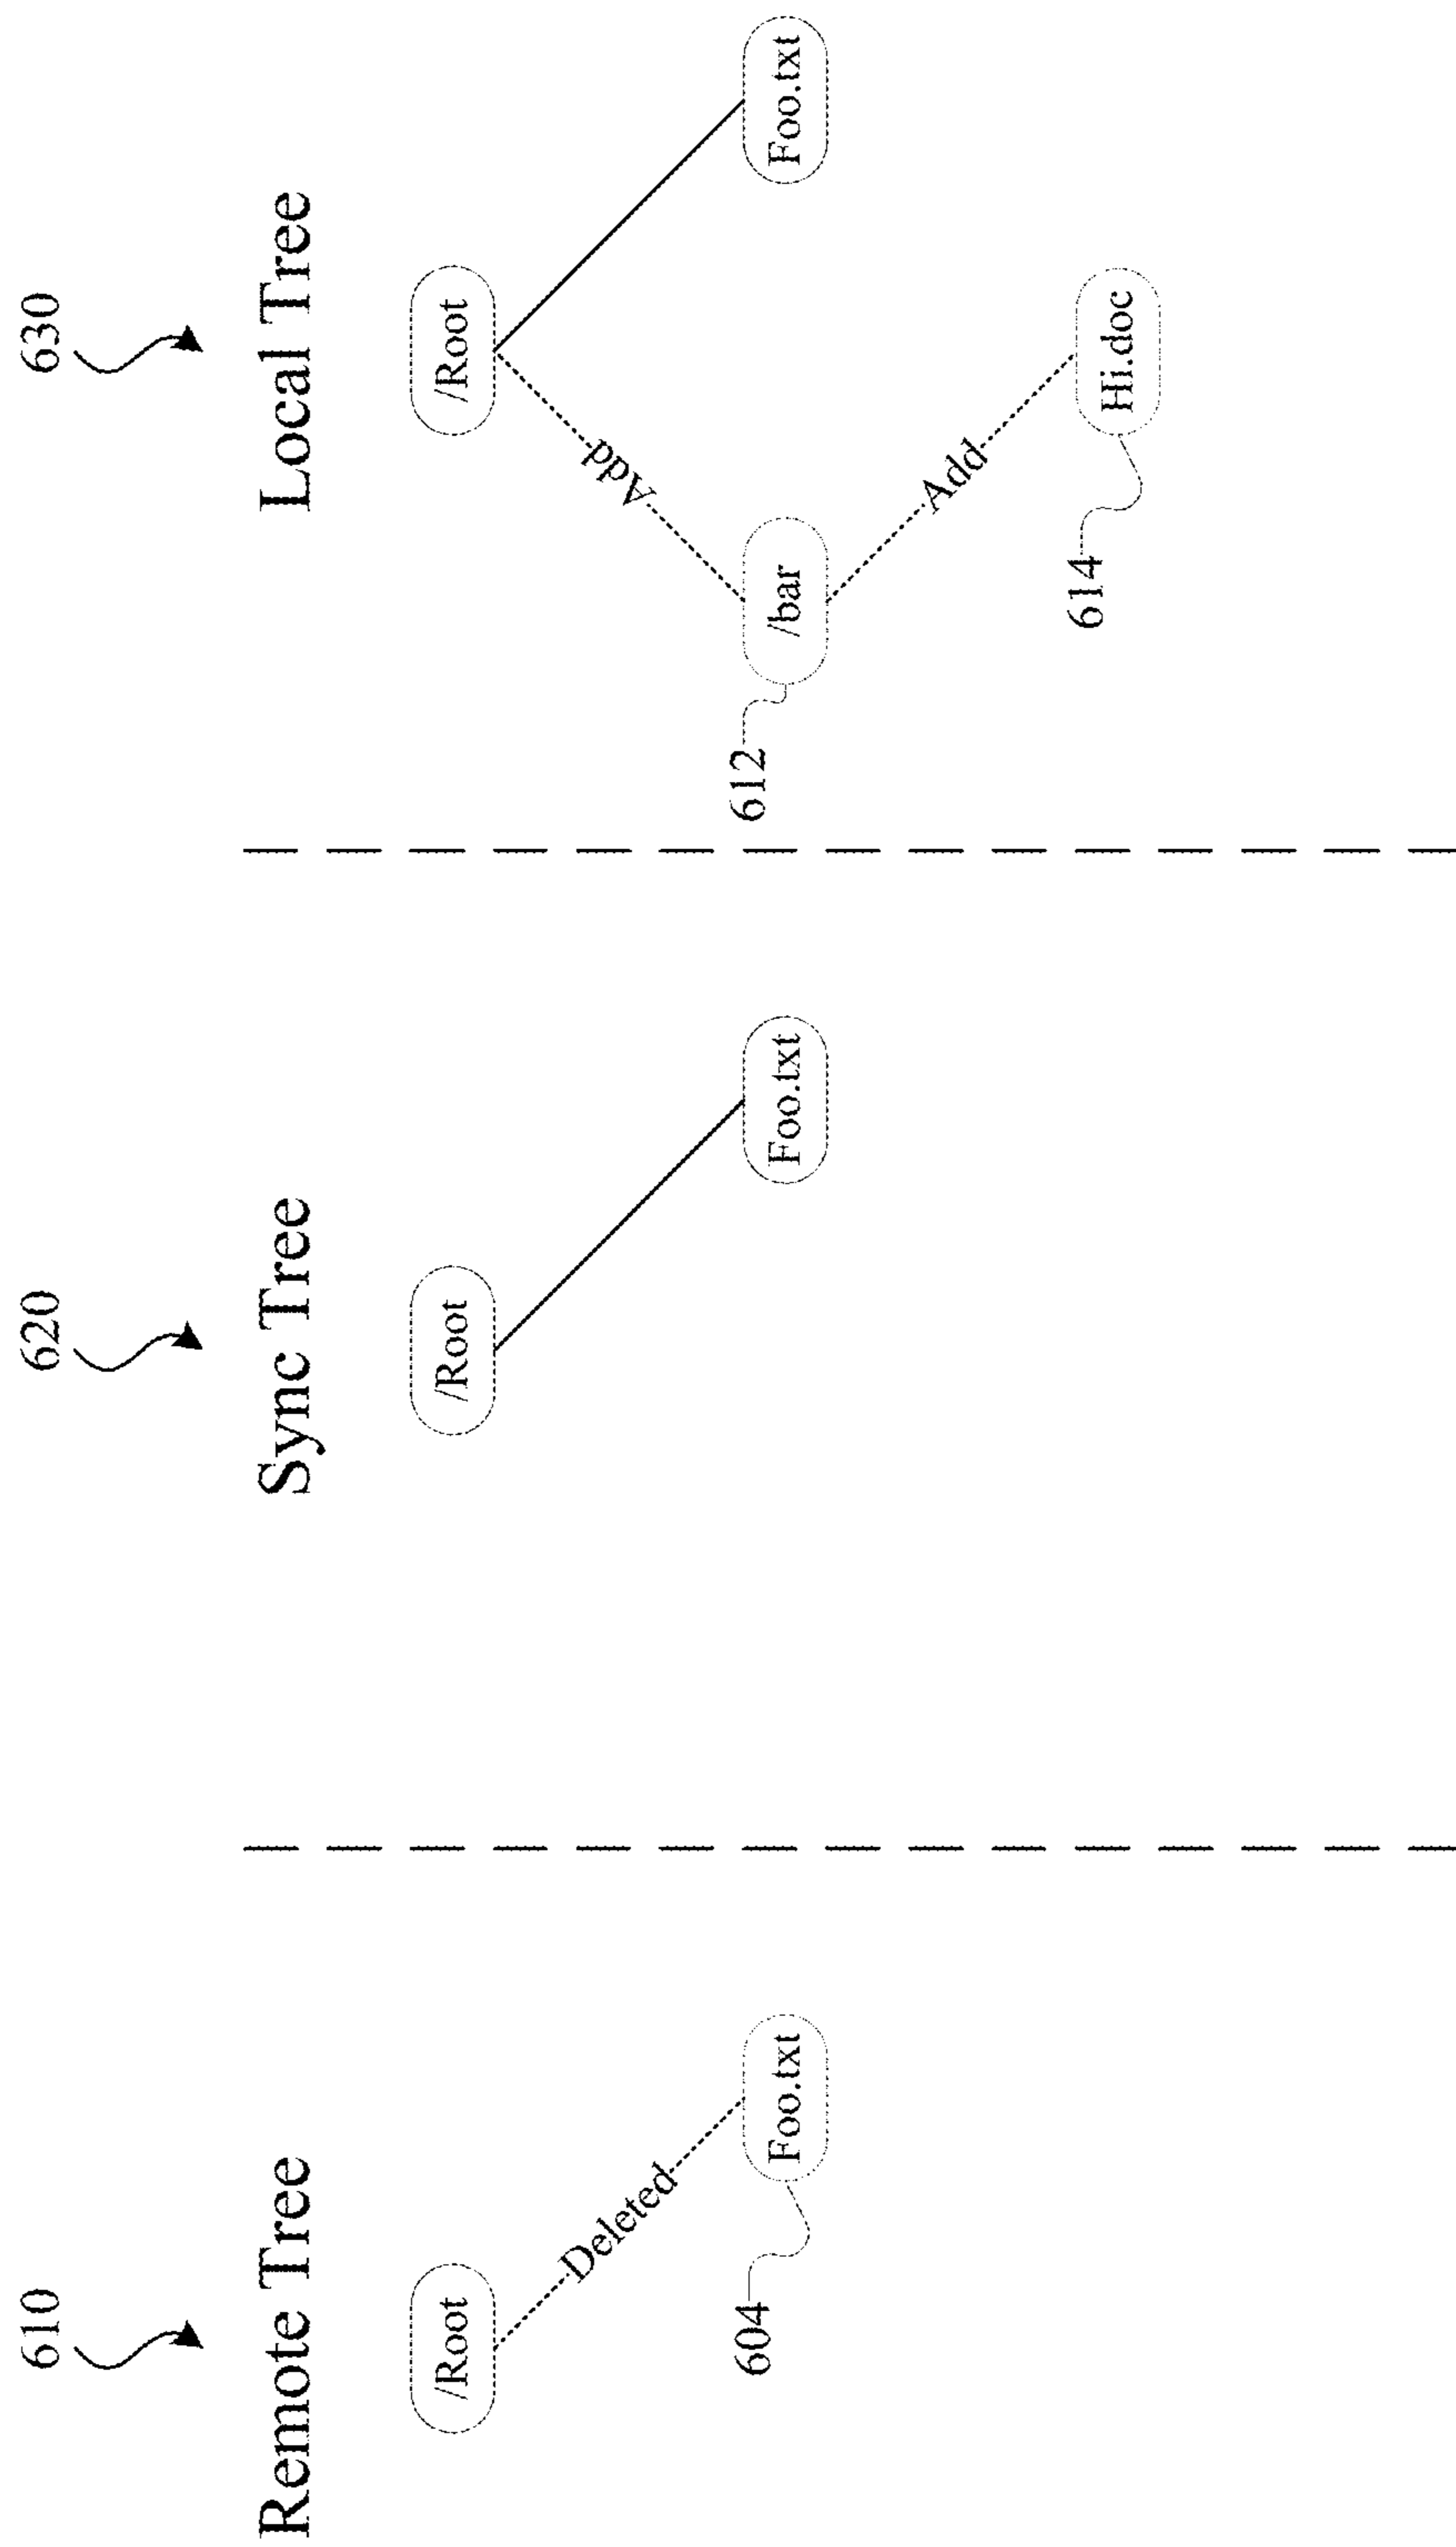 610
Remote Tree
/Root
Deleted
Foo.txt
604
620
Sync Tree
/Root
Foo.txt
630
Local Tree
/Root
Add
Foo.txt
/bar
612
Add
Hi.doc
614